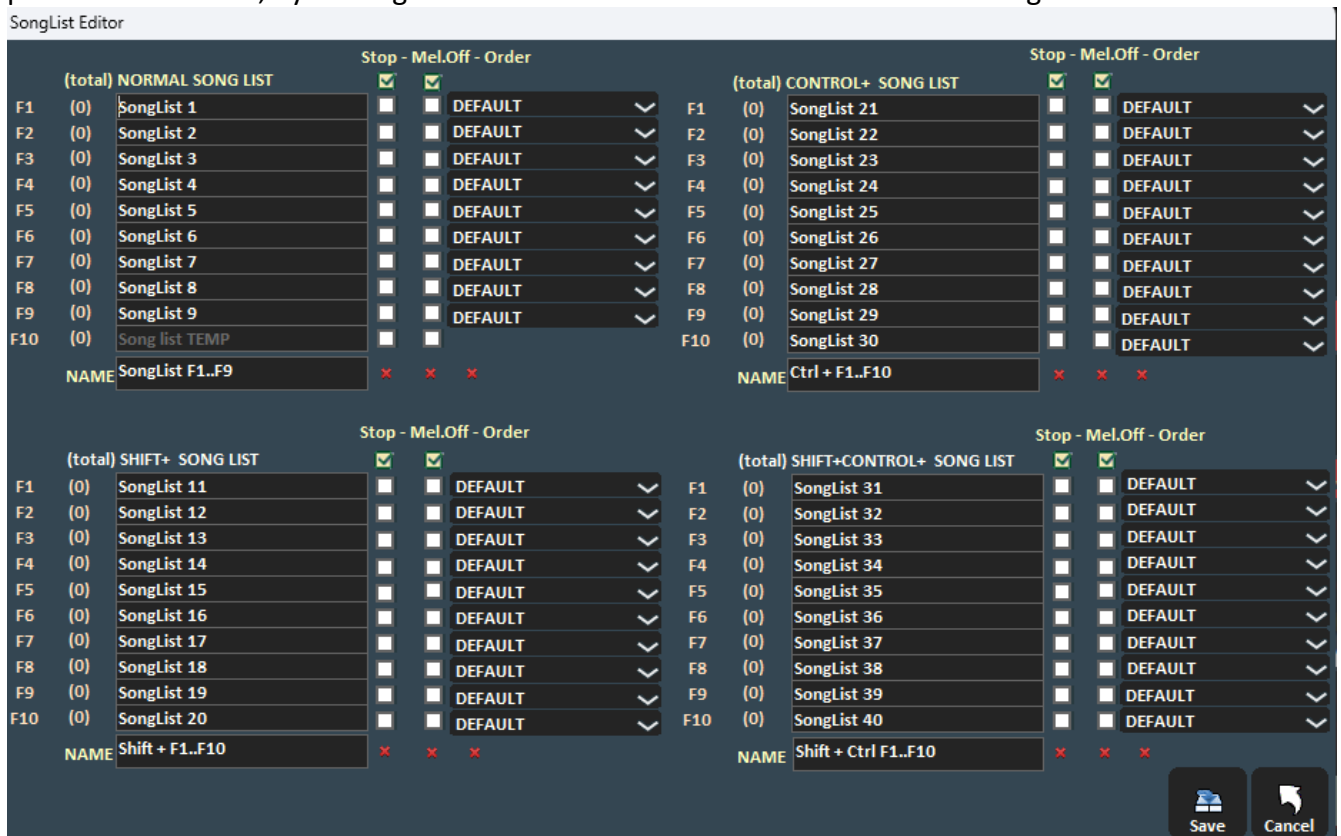 SongList Editor
Stop - Mel.Off - Order
(total) NORMAL SONG LIST
F1 (0) SongList 1 DEFAULT
F2 (0) SongList 2 DEFAULT
F3 (0) SongList 3 DEFAULT
F4 (0) SongList 4 DEFAULT
F5 (0) SongList 5 DEFAULT
F6 (0) SongList 6 DEFAULT
F7 (0) SongList 7 DEFAULT
F8 (0) SongList 8 DEFAULT
F9 (0) SongList 9 DEFAULT
F10 (0) Song list TEMP
NAME SongList F1..F9
Stop - Mel.Off - Order
(total) CONTROL+ SONG LIST
F1 (0) SongList 21 DEFAULT
F2 (0) SongList 22 DEFAULT
F3 (0) SongList 23 DEFAULT
F4 (0) SongList 24 DEFAULT
F5 (0) SongList 25 DEFAULT
F6 (0) SongList 26 DEFAULT
F7 (0) SongList 27 DEFAULT
F8 (0) SongList 28 DEFAULT
F9 (0) SongList 29 DEFAULT
F10 (0) SongList 30 DEFAULT
NAME Ctrl + F1..F10
Stop - Mel.Off - Order
(total) SHIFT+ SONG LIST
F1 (0) SongList 11 DEFAULT
F2 (0) SongList 12 DEFAULT
F3 (0) SongList 13 DEFAULT
F4 (0) SongList 14 DEFAULT
F5 (0) SongList 15 DEFAULT
F6 (0) SongList 16 DEFAULT
F7 (0) SongList 17 DEFAULT
F8 (0) SongList 18 DEFAULT
F9 (0) SongList 19 DEFAULT
F10 (0) SongList 20 DEFAULT
NAME Shift + F1..F10
Stop - Mel.Off - Order
(total) SHIFT+CONTROL+ SONG LIST
F1 (0) SongList 31 DEFAULT
F2 (0) SongList 32 DEFAULT
F3 (0) SongList 33 DEFAULT
F4 (0) SongList 34 DEFAULT
F5 (0) SongList 35 DEFAULT
F6 (0) SongList 36 DEFAULT
F7 (0) SongList 37 DEFAULT
F8 (0) SongList 38 DEFAULT
F9 (0) SongList 39 DEFAULT
F10 (0) SongList 40 DEFAULT
NAME Shift + Ctrl F1..F10
Save Cancel